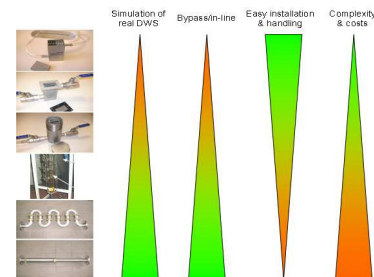 Simulation of
real DWS
Bypass/in-line
Easy installation
& handling
Complexity
& costs